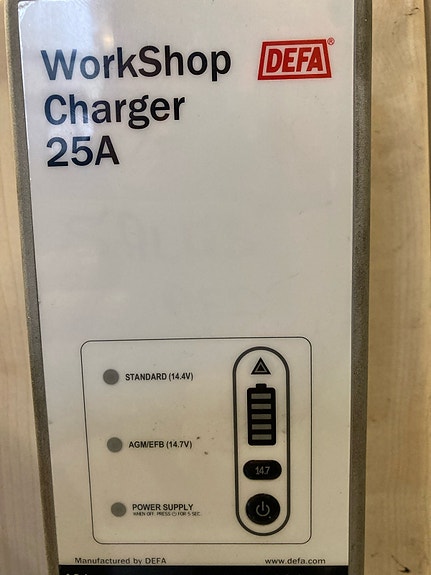 WorkShop
Charger
25A
DEFA®
STANDARD (14.4V)
AGM/EFB (14.7V)
14.7
POWER SUPPLY
WHEN OFF, PRESS ⏻ FOR 5 SEC.
Manufactured by DEFA
www.defa.com